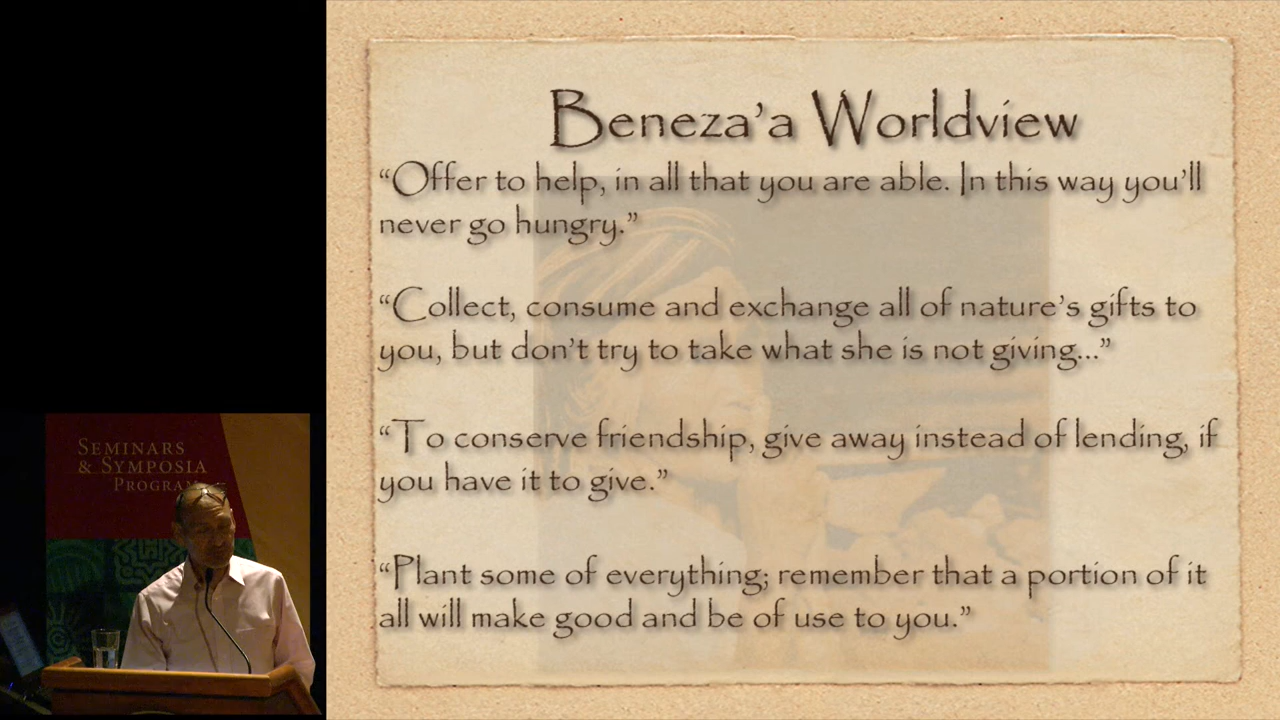 Beneza'a Worldview
“Offer to help, in all that you are able. In this way you'll
never go hungry.”
“Collect, consume and exchange all of nature's gifts to
you, but don't try to take what she is not giving...”
“To conserve friendship, give away instead of lending, if
you have it to give.”
“Plant some of everything; remember that a portion of it
all will make good and be of use to you.”
SEMINARS
& SYMPOSIA
PROGRAM